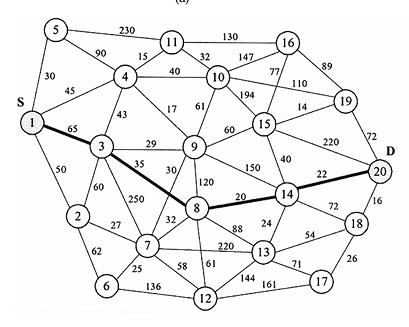 (a)
5 230 11 130 16
90 15 32 147 89
30 4 40 10 77 110
S 45 194 14 19
1 43 17 61 15 72
65 60 220 D
3 29 9 40 20
35 30 150 22
50 60 120 20 14 16
250 8 72
2 27 32 88 24 18
62 7 220 13 54
25 58 61 71 26
6 136 144 17
12 161